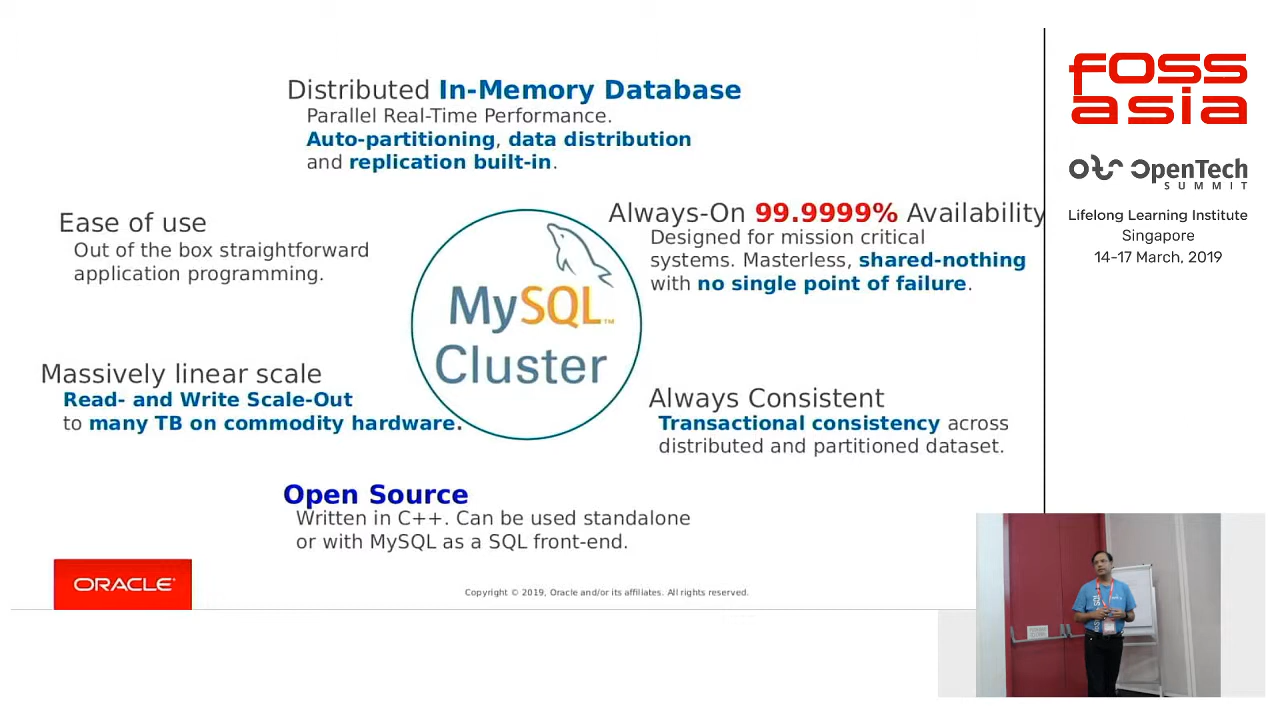 Distributed In-Memory Database
Parallel Real-Time Performance.
Auto-partitioning, data distribution
and replication built-in.
Ease of use
Out of the box straightforward
application programming.
Always-On 99.9999% Availability
Designed for mission critical
systems. Masterless, shared-nothing
with no single point of failure.
MySQL™
Cluster
Massively linear scale
Read- and Write Scale-Out
to many TB on commodity hardware.
Always Consistent
Transactional consistency across
distributed and partitioned dataset.
Open Source
Written in C++. Can be used standalone
or with MySQL as a SQL front-end.
ORACLE®
Copyright © 2019, Oracle and/or its affiliates. All rights reserved.
FOSS
asia
OpenTech
SUMMIT
Lifelong Learning Institute
Singapore
14-17 March, 2019